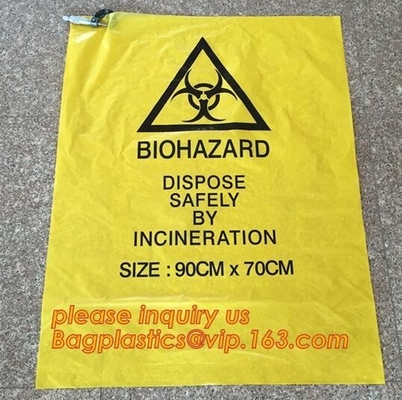 BIOHAZARD
DISPOSE
SAFELY
BY
INCINERATION
SIZE : 90CM x 70CM
please inquiry us
Bagplastics@vip.163.com